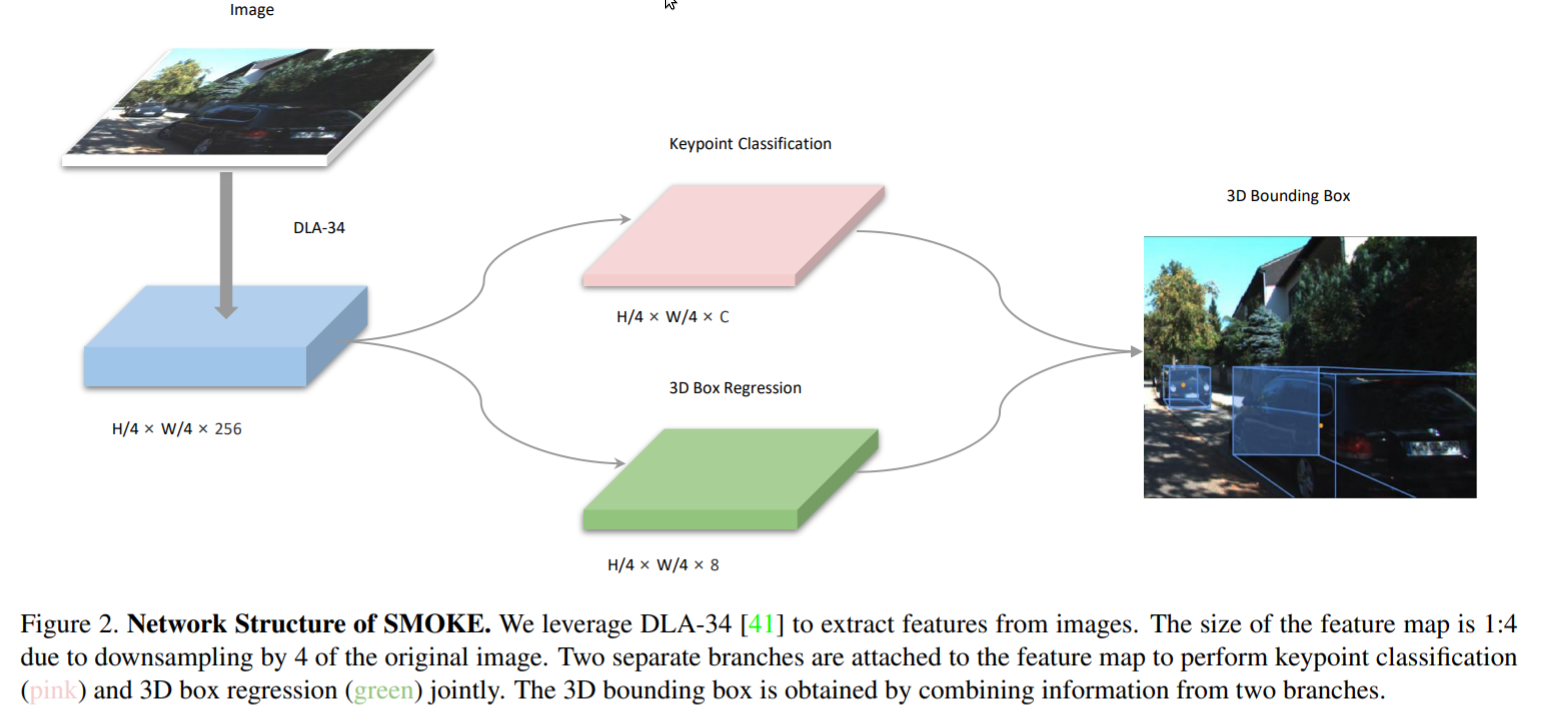 Image
DLA-34
H/4 × W/4 × 256
Keypoint Classification
H/4 × W/4 × C
3D Box Regression
H/4 × W/4 × 8
3D Bounding Box
Figure 2. Network Structure of SMOKE. We leverage DLA-34 [41] to extract features from images. The size of the feature map is 1:4
due to downsampling by 4 of the original image. Two separate branches are attached to the feature map to perform keypoint classification
(pink) and 3D box regression (green) jointly. The 3D bounding box is obtained by combining information from two branches.